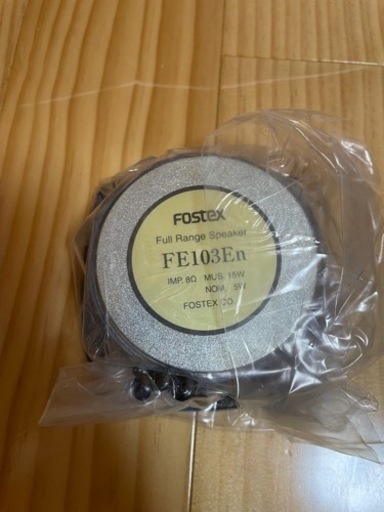 FOSTEX
Full Range Speaker
FE103En
IMP. 8Ω MUS. 15W
NOM. 5W
FOSTEX CO.